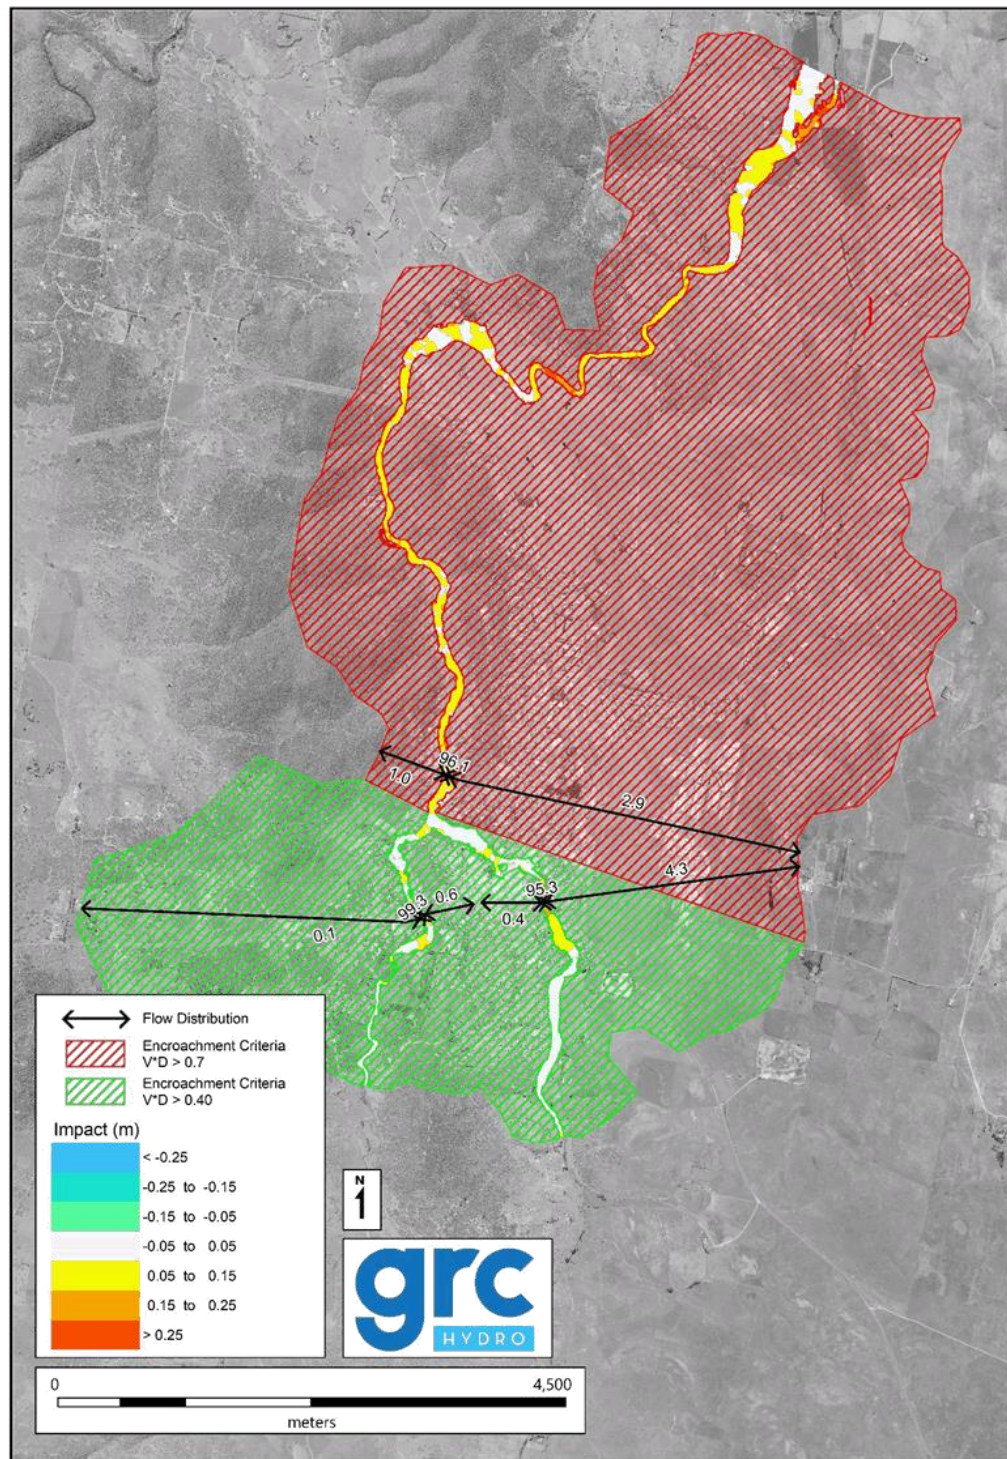 96.1
1.0
2.9
4.3
95.3
0.6
99.3
0.4
0.1
Flow Distribution
Encroachment Criteria
V*D > 0.7
Encroachment Criteria
V*D > 0.40
Impact (m)
< -0.25
-0.25 to -0.15
-0.15 to -0.05
-0.05 to 0.05
0.05 to 0.15
0.15 to 0.25
> 0.25
N
grc
HYDRO
0 4,500
meters